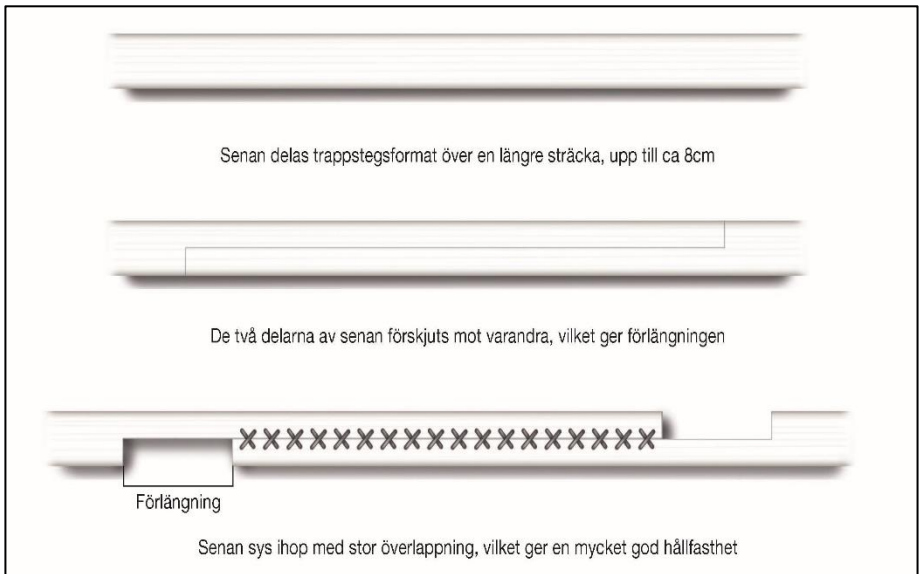 Senan delas trappstegsformat över en längre sträcka, upp till ca 8cm
De två delarna av senan förskjuts mot varandra, vilket ger förlängningen
Förlängning
Senan sys ihop med stor överlappning, vilket ger en mycket god hållfasthet